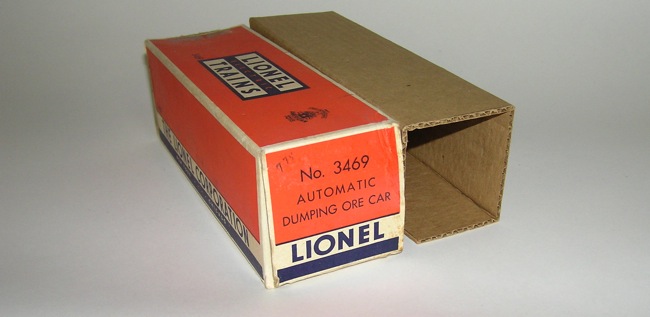 LIONEL
TRAINS
THE LIONEL CORPORATION
No. 3469
AUTOMATIC
DUMPING ORE CAR
LIONEL